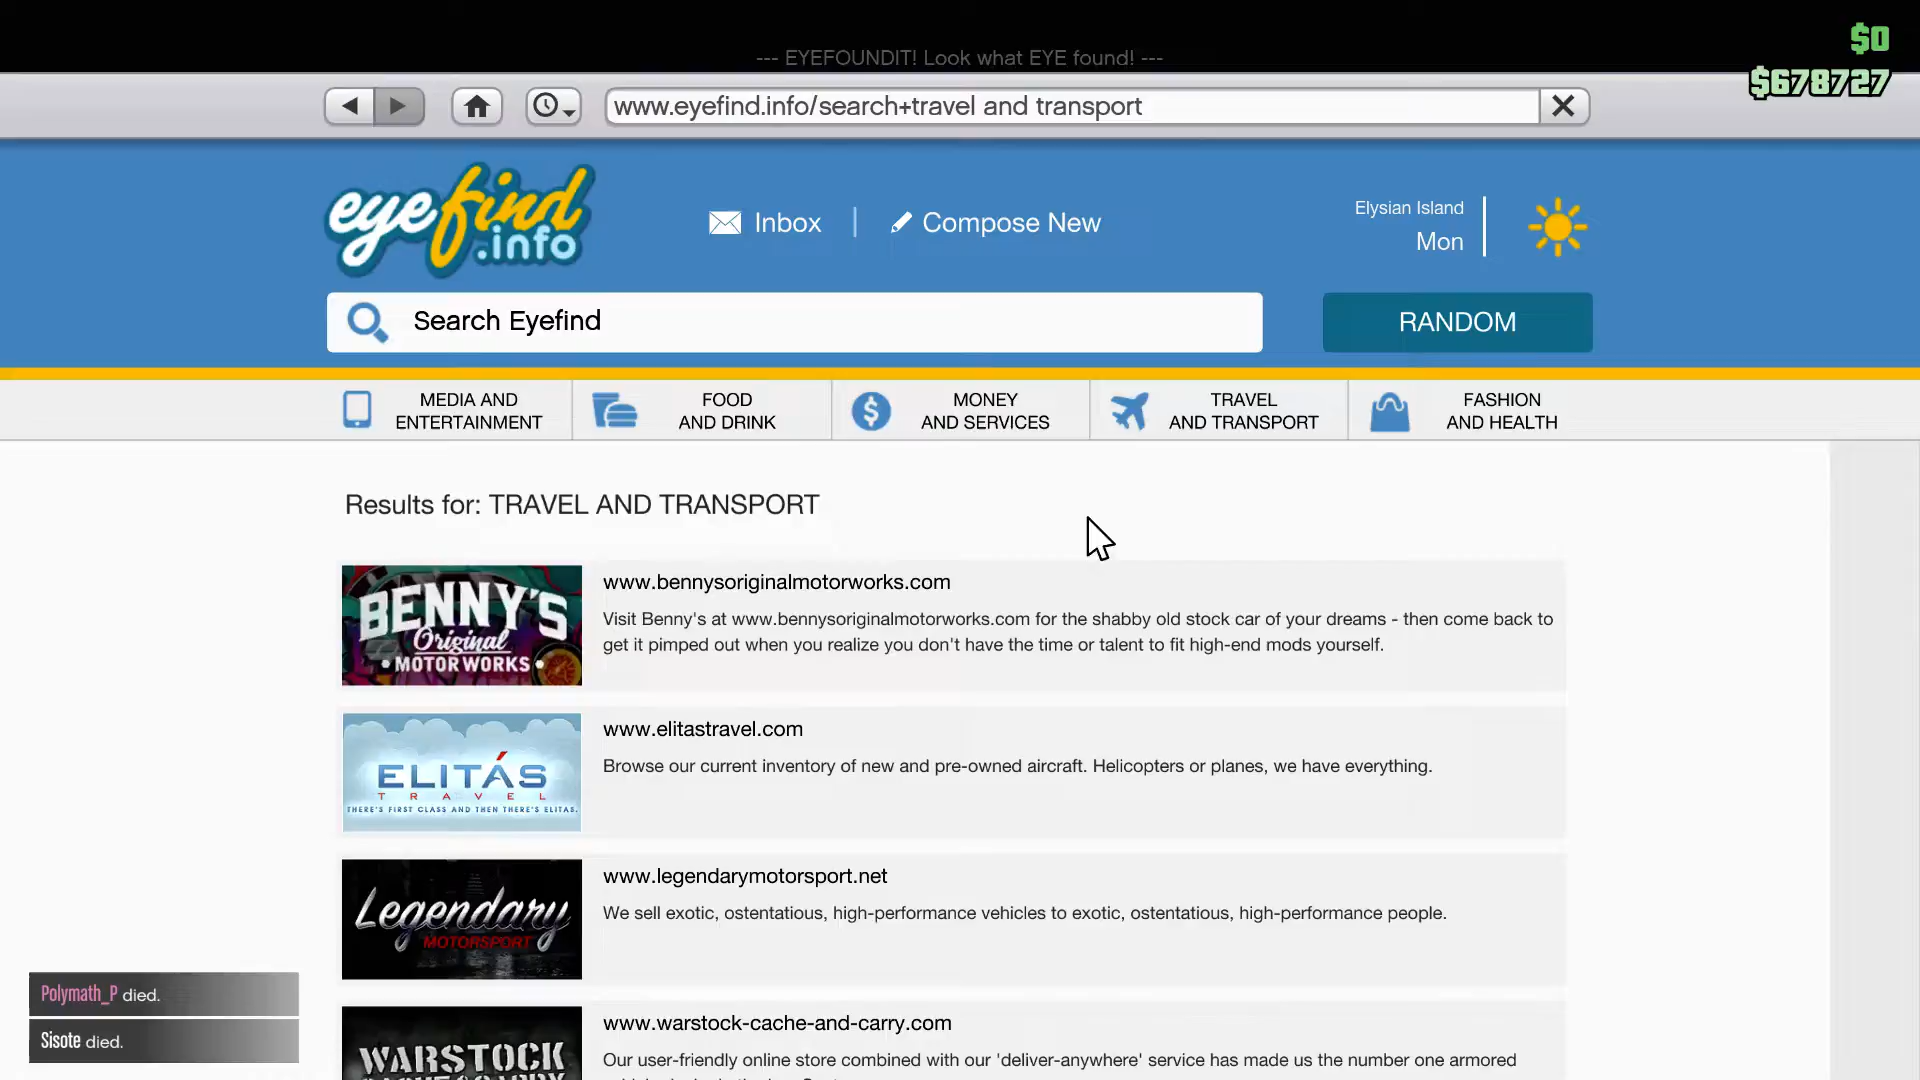 $0
--- EYEFOUNDIT! Look what EYE found! ---
$678727
www.eyefind.info/search+travel and transport
eyefind
.info
Inbox
Compose New
Elysian Island
Mon
Search Eyefind
RANDOM
MEDIA AND
ENTERTAINMENT
FOOD
AND DRINK
MONEY
AND SERVICES
TRAVEL
AND TRANSPORT
FASHION
AND HEALTH
Results for: TRAVEL AND TRANSPORT
BENNY'S
Original
MOTOR WORKS
www.bennysoriginalmotorworks.com
Visit Benny's at www.bennysoriginalmotorworks.com for the shabby old stock car of your dreams - then come back to
get it pimped out when you realize you don't have the time or talent to fit high-end mods yourself.
ELITÁS
TRAVEL
THERE'S FIRST CLASS AND THEN THERE'S ELITAS.
www.elitastravel.com
Browse our current inventory of new and pre-owned aircraft. Helicopters or planes, we have everything.
Legendary
MOTORSPORT
www.legendarymotorsport.net
We sell exotic, ostentatious, high-performance vehicles to exotic, ostentatious, high-performance people.
WARSTOCK
www.warstock-cache-and-carry.com
Our user-friendly online store combined with our 'deliver-anywhere' service has made us the number one armored
Polymath_P died.
Sisote died.